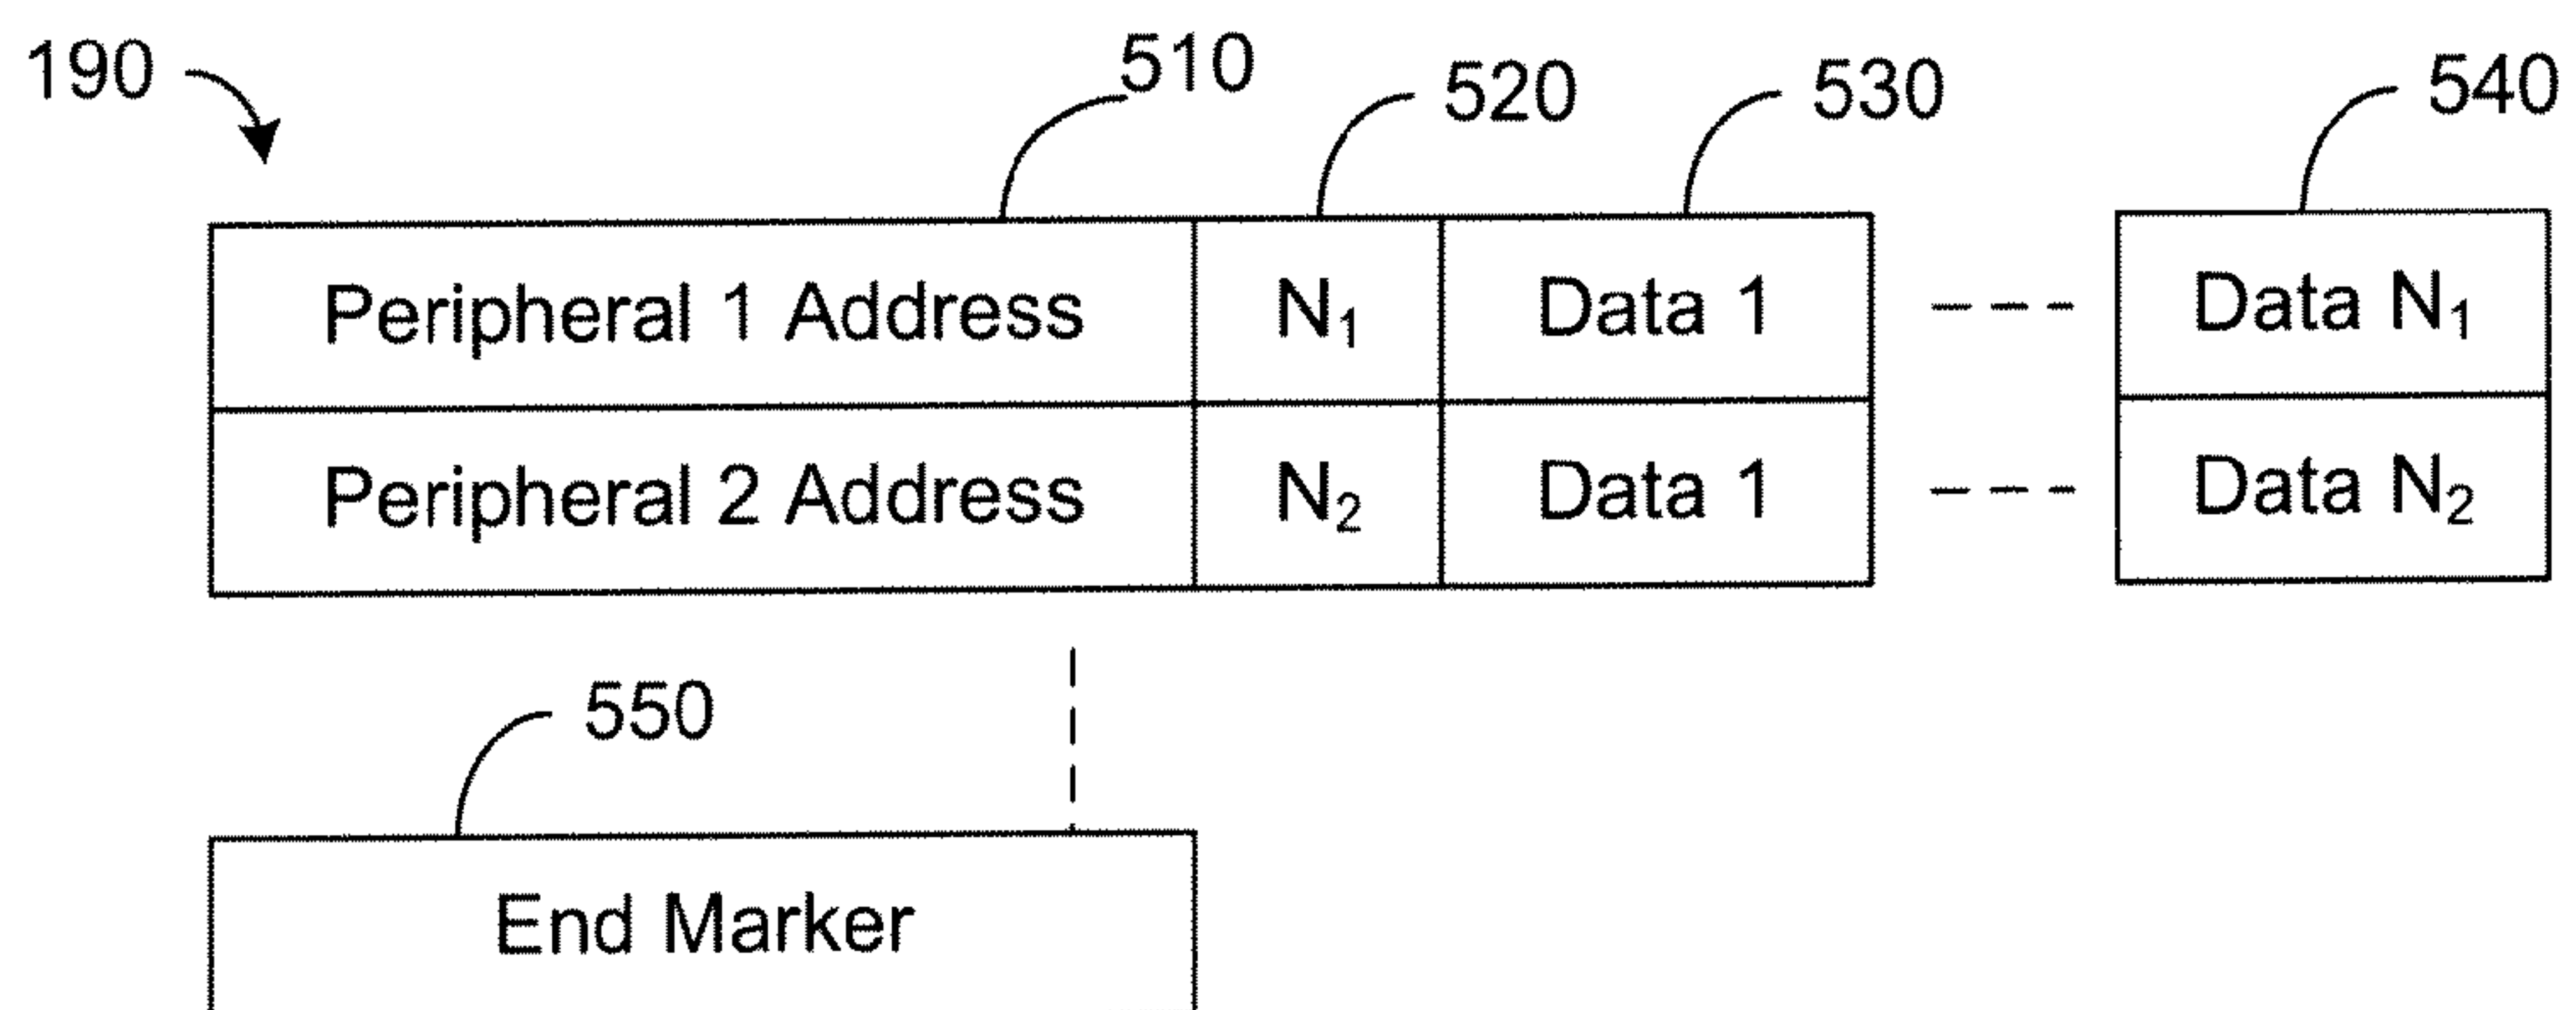 190 510 520 530 540
Peripheral 1 Address N₁ Data 1 Data N₁
Peripheral 2 Address N₂ Data 1 Data N₂
550
End Marker